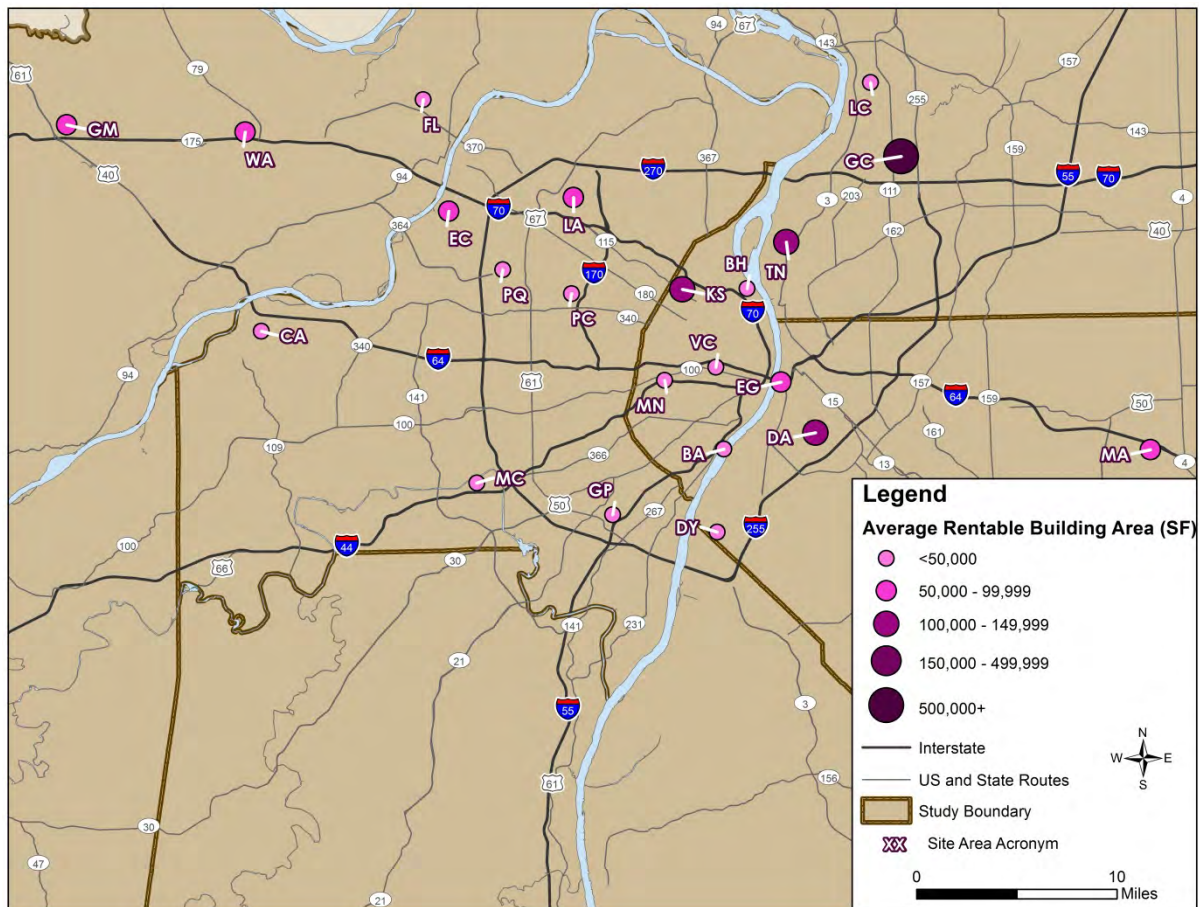 94
67
143
61
79
157
LC
255
FL
GM
175
WA
370
143
GC
159
367
270
40
94
203
111
55
70
3
4
70
LA
67
364
EC
115
162
40
BH
TN
PQ
170
180
KS
PC
70
340
CA
VC
340
64
100
EG
MN
61
94
141
157
64
159
50
15
100
DA
161
109
BA
366
MA
13
4
MC
GP
50
267
DY
255
100
44
66
30
141
231
21
3
55
61
156
30
47
21
Legend
Average Rentable Building Area (SF)
<50,000
50,000 - 99,999
100,000 - 149,999
150,000 - 499,999
500,000+
Interstate
US and State Routes
Study Boundary
XX Site Area Acronym
N
W E
S
0 10
Miles